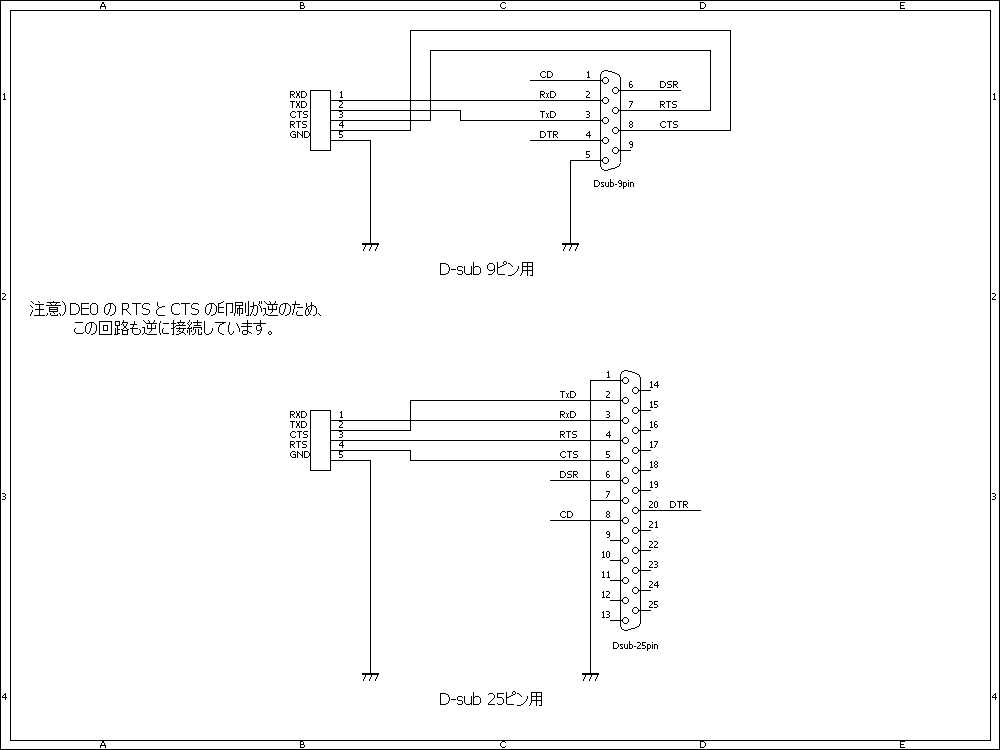 A B C D E
1 1
CD 1
6 DSR
RXD 1 RxD 2
TXD 2 7 RTS
CTS 3 TxD 3
RTS 4 8 CTS
GND 5 DTR 4
9
5
Dsub-9pin
D-sub 9ピン用
2 2
注意)DE0 の RTS と CTS の印刷が逆のため、
この回路も逆に接続しています。
1
14
TxD 2
15
RXD 1 RxD 3
TXD 2 16
CTS 3 RTS 4
RTS 4 17
GND 5 CTS 5
18
DSR 6
19
3 7 3
20 DTR
CD 8
21
9
22
10
23
11
24
12
25
13
Dsub-25pin
D-sub 25ピン用
4 4
A B C D E